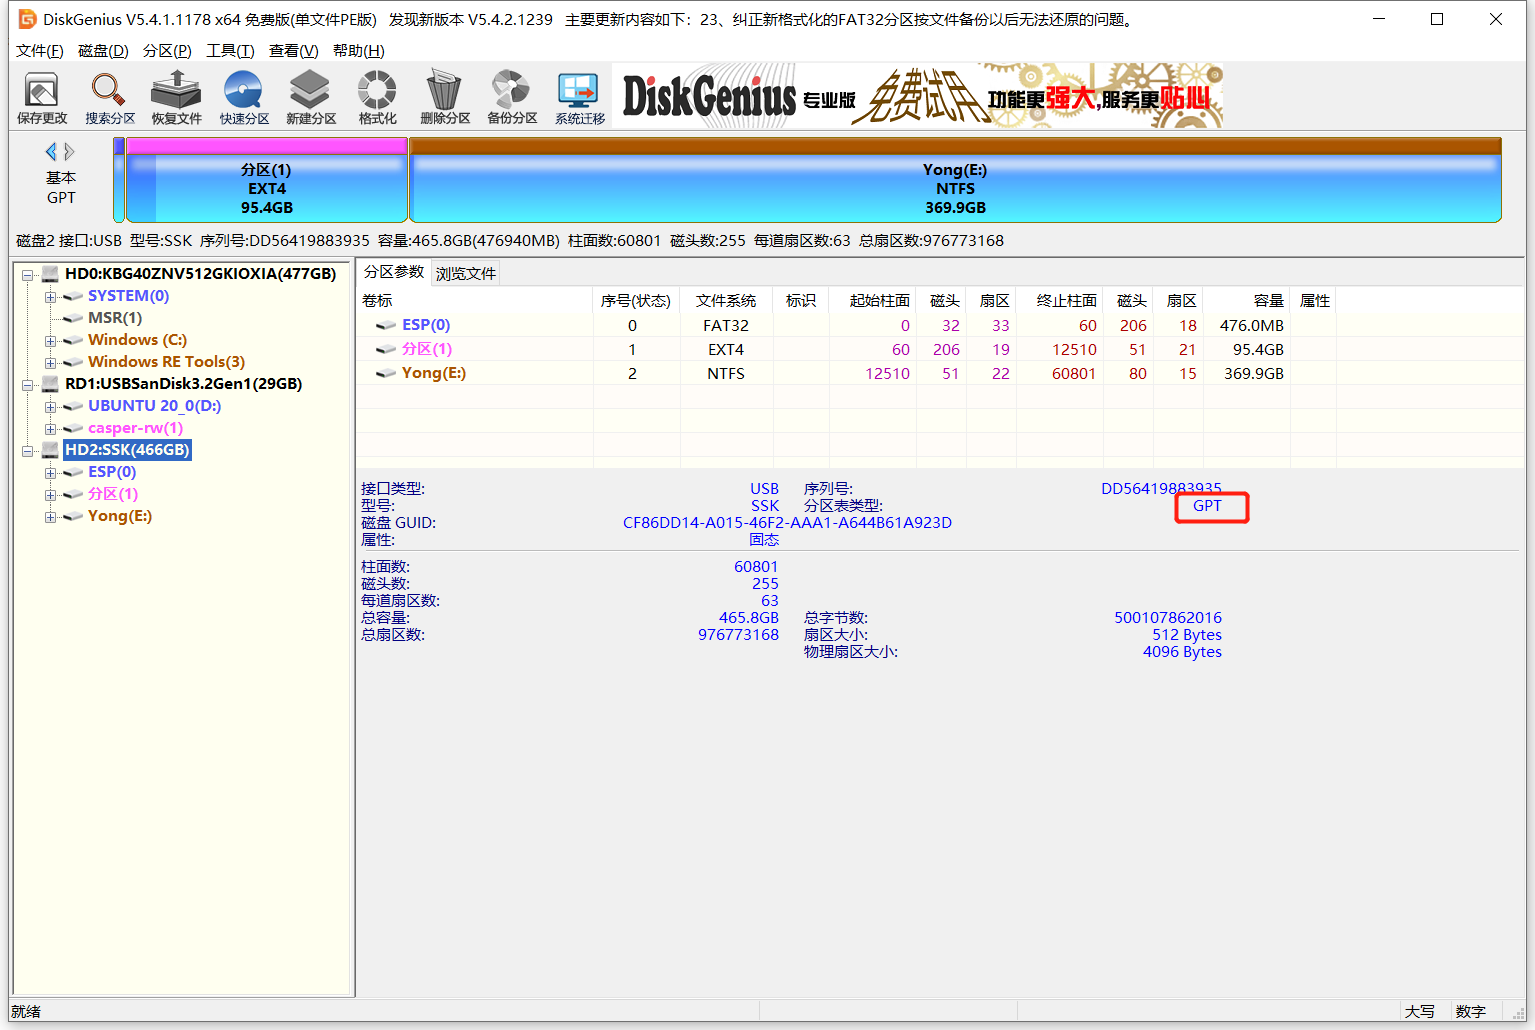 DiskGenius V5.4.1.1178 x64 免费版(单文件PE版) 发现新版本 V5.4.2.1239 主要更新内容如下：23、纠正新格式化的FAT32分区按文件备份以后无法还原的问题。
文件(F) 磁盘(D) 分区(P) 工具(T) 查看(V) 帮助(H)
保存更改 搜索分区 恢复文件 快速分区 新建分区 格式化 删除分区 备份分区 系统迁移
DiskGenius 专业版 免费试用 功能更强大,服务更贴心
基本
GPT
分区(1)
EXT4
95.4GB
Yong(E:)
NTFS
369.9GB
磁盘2 接口:USB 型号:SSK 序列号:DD56419883935 容量:465.8GB(476940MB) 柱面数:60801 磁头数:255 每道扇区数:63 总扇区数:976773168
HD0:KBG40ZNV512GKIOXIA(477GB)
SYSTEM(0)
MSR(1)
Windows (C:)
Windows RE Tools(3)
RD1:USBSanDisk3.2Gen1(29GB)
UBUNTU 20_0(D:)
casper-rw(1)
HD2:SSK(466GB)
ESP(0)
分区(1)
Yong(E:)
分区参数 浏览文件
卷标 序号(状态) 文件系统 标识 起始柱面 磁头 扇区 终止柱面 磁头 扇区 容量 属性
ESP(0) 0 FAT32 0 32 33 60 206 18 476.0MB
分区(1) 1 EXT4 60 206 19 12510 51 21 95.4GB
Yong(E:) 2 NTFS 12510 51 22 60801 80 15 369.9GB
接口类型: USB 序列号: DD56419883935
型号: SSK 分区表类型: GPT
磁盘 GUID: CF86DD14-A015-46F2-AAA1-A644B61A923D
属性: 固态
柱面数: 60801
磁头数: 255
每道扇区数: 63
总容量: 465.8GB 总字节数: 500107862016
总扇区数: 976773168 扇区大小: 512 Bytes
物理扇区大小: 4096 Bytes
就绪 大写 数字